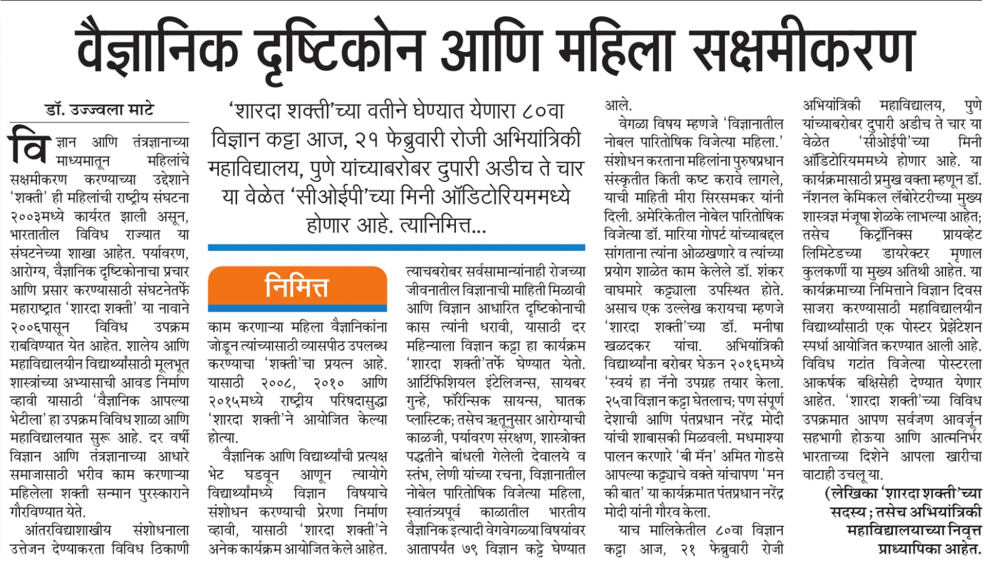 वैज्ञानिक दृष्टिकोन आणि महिला सक्षमीकरण
डॉ. उज्ज्वला माटे
विज्ञान आणि तंत्रज्ञानाच्या
माध्यमातून महिलांचे
सक्षमीकरण करण्याच्या उद्देशाने
‘शक्ती’ ही महिलांची राष्ट्रीय संघटना
२००३मध्ये कार्यरत झाली असून,
भारतातील विविध राज्यात या
संघटनेच्या शाखा आहेत. पर्यावरण,
आरोग्य, वैज्ञानिक दृष्टिकोनाचा प्रचार
आणि प्रसार करण्यासाठी संघटनेतर्फे
महाराष्ट्रात ‘शारदा शक्ती’ या नावाने
२००६पासून विविध उपक्रम
राबविण्यात येत आहेत. शालेय आणि
महाविद्यालयीन विद्यार्थ्यांसाठी मूलभूत
शास्त्रांच्या अभ्यासाची आवड निर्माण
व्हावी यासाठी ‘वैज्ञानिक आपल्या
भेटीला’ हा उपक्रम विविध शाळा आणि
महाविद्यालयात सुरू आहे. दर वर्षी
विज्ञान आणि तंत्रज्ञानाच्या आधारे
समाजासाठी भरीव काम करणाऱ्या
महिलेला शक्ती सन्मान पुरस्काराने
गौरविण्यात येते.
आंतरविद्याशाखीय संशोधनाला
उत्तेजन देण्याकरता विविध ठिकाणी
‘शारदा शक्ती’च्या वतीने घेण्यात येणारा ८०वा
विज्ञान कट्टा आज, २१ फेब्रुवारी रोजी अभियांत्रिकी
महाविद्यालय, पुणे यांच्याबरोबर दुपारी अडीच ते चार
या वेळेत ‘सीओईपी’च्या मिनी ऑडिटोरियममध्ये
होणार आहे. त्यानिमित्त...
निमित्त
काम करणाऱ्या महिला वैज्ञानिकांना
जोडून त्यांच्यासाठी व्यासपीठ उपलब्ध
करण्याचा ‘शक्ती’चा प्रयत्न आहे.
यासाठी २००८, २०१० आणि
२०१५मध्ये राष्ट्रीय परिषदासुद्धा
‘शारदा शक्ती’ने आयोजित केल्या
होत्या.
वैज्ञानिक आणि विद्यार्थ्यांची प्रत्यक्ष
भेट घडवून आणून त्यायोगे
विद्यार्थ्यांमध्ये विज्ञान विषयाचे
संशोधन करण्याची प्रेरणा निर्माण
व्हावी, यासाठी ‘शारदा शक्ती’ने
अनेक कार्यक्रम आयोजित केले आहेत.
त्याचबरोबर सर्वसामान्यांनाही रोजच्या
जीवनातील विज्ञानाची माहिती मिळावी
आणि विज्ञान आधारित दृष्टिकोनाची
कास त्यांनी धरावी, यासाठी दर
महिन्याला विज्ञान कट्टा हा कार्यक्रम
‘शारदा शक्ती’तर्फे घेण्यात येतो.
आर्टिफिशियल इंटेलिजन्स, सायबर
गुन्हे, फॉरेन्सिक सायन्स, घातक
प्लास्टिक; तसेच ऋतूनुसार आरोग्याची
काळजी, पर्यावरण संरक्षण, शास्त्रोक्त
पद्धतीने बांधली गेलेली देवालये व
स्तंभ, लेणी यांच्या रचना, विज्ञानातील
नोबेल पारितोषिक विजेत्या महिला,
स्वातंत्र्यपूर्व काळातील भारतीय
वैज्ञानिक इत्यादी वेगवेगळ्या विषयांवर
आतापर्यंत ७९ विज्ञान कट्टे घेण्यात
आले.
वेगळा विषय म्हणजे ‘विज्ञानातील
नोबल पारितोषिक विजेत्या महिला.’
संशोधन करताना महिलांना पुरुषप्रधान
संस्कृतीत किती कष्ट करावे लागले,
याची माहिती मीरा सिरसमकर यांनी
दिली. अमेरिकेतील नोबेल पारितोषिक
विजेत्या डॉ. मारिया गोपर्ट यांच्याबद्दल
सांगताना त्यांना ओळखणारे व त्यांच्या
प्रयोग शाळेत काम केलेले डॉ. शंकर
वाघमारे कट्ट्याला उपस्थित होते.
असाच एक उल्लेख करायचा म्हणजे
‘शारदा शक्ती’च्या डॉ. मनीषा
खळदकर यांचा. अभियांत्रिकी
विद्यार्थ्यांना बरोबर घेऊन २०१६मध्ये
‘स्वयं हा नॅनो उपग्रह तयार केला.
२५वा विज्ञान कट्टा घेतलाच; पण संपूर्ण
देशाची आणि पंतप्रधान नरेंद्र मोदी
यांची शाबासकी मिळवली. मधमाश्या
पालन करणारे ‘बी मॅन’ अमित गोडसे
आपल्या कट्ट्याचे वक्ते यांचापण ‘मन
की बात’ या कार्यक्रमात पंतप्रधान नरेंद्र
मोदी यांनी गौरव केला.
याच मालिकेतील ८०वा विज्ञान
कट्टा आज, २१ फेब्रुवारी रोजी
अभियांत्रिकी महाविद्यालय, पुणे
यांच्याबरोबर दुपारी अडीच ते चार या
वेळेत ‘सीओईपी’च्या मिनी
ऑडिटोरियममध्ये होणार आहे. या
कार्यक्रमासाठी प्रमुख वक्ता म्हणून डॉ.
नॅशनल केमिकल लॅबोरेटरीच्या मुख्य
शास्त्रज्ञ मंजूषा शेळके लाभल्या आहेत;
तसेच किट्रॉनिक्स प्रायव्हेट
लिमिटेडच्या डायरेक्टर मृणाल
कुलकर्णी या मुख्य अतिथी आहेत. या
कार्यक्रमाच्या निमित्ताने विज्ञान दिवस
साजरा करण्यासाठी महाविद्यालयीन
विद्यार्थ्यांसाठी एक पोस्टर प्रेझेंटेशन
स्पर्धा आयोजित करण्यात आली आहे.
विविध गटांत विजेत्या पोस्टरला
आकर्षक बक्षिसेही देण्यात येणार
आहेत. ‘शारदा शक्ती’च्या विविध
उपक्रमात आपण सर्वजण आवर्जून
सहभागी होऊया आणि आत्मनिर्भर
भारताच्या दिशेने आपला खारीचा
वाटाही उचलू या.
(लेखिका ‘शारदा शक्ती’च्या
सदस्य ; तसेच अभियांत्रिकी
महाविद्यालयाच्या निवृत्त
प्राध्यापिका आहेत.